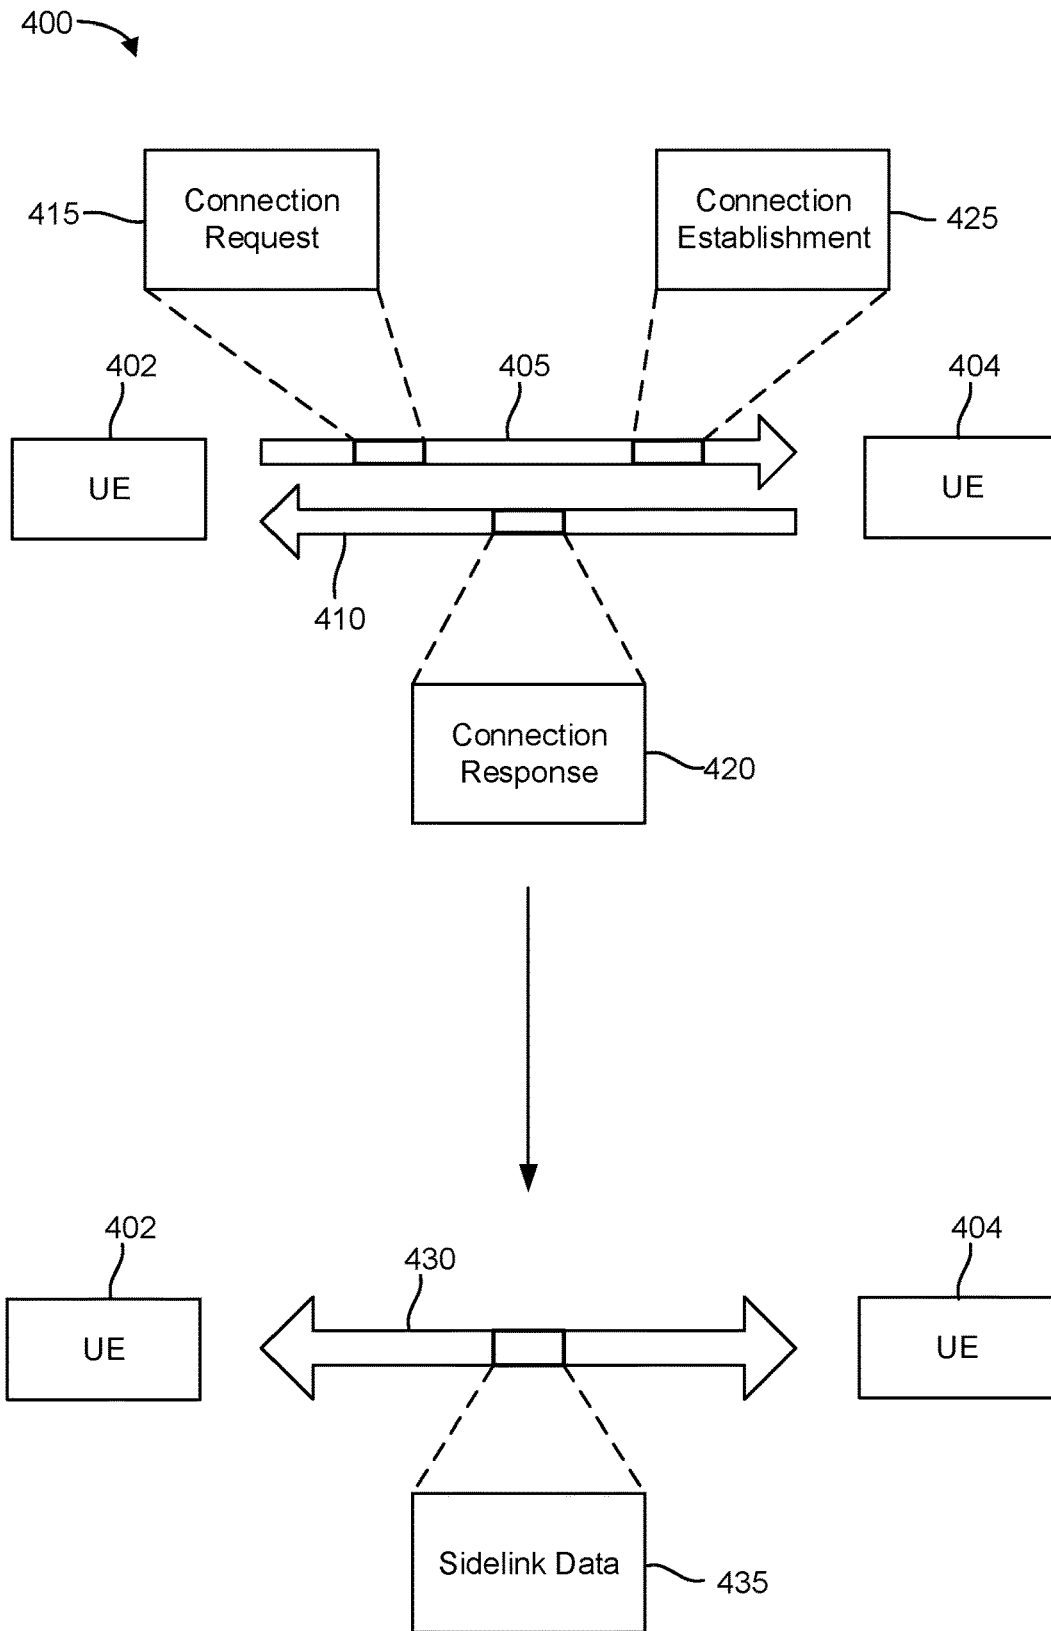 400
Connection
Request
415
Connection
Establishment
425
402
405
404
UE
UE
410
Connection
Response
420
402
430
404
UE
UE
Sidelink Data
435